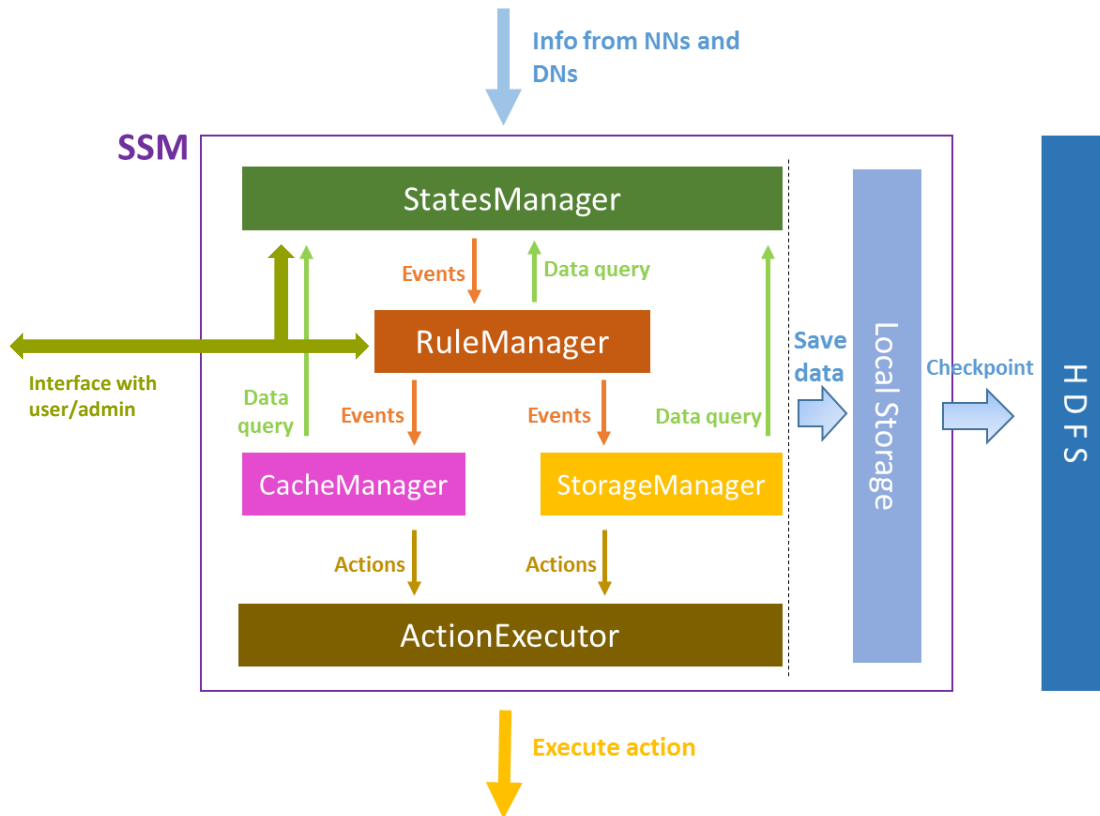 Info from NNs and
DNs
SSM
StatesManager
Events
Data query
RuleManager
Interface with
user/admin
Data
query
Events
Events
Data query
Save
data
Local Storage
Checkpoint
HDFS
CacheManager
StorageManager
Actions
Actions
ActionExecutor
Execute action